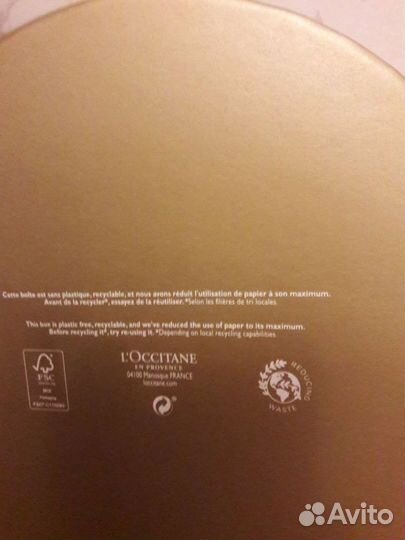 Cette boîte est sans plastique, recyclable, et nous avons réduit l'utilisation de papier à son maximum.
Avant de la recycler*, essayez de la réutiliser. *Selon les filières de tri locales.
This box is plastic free, recyclable, and we've reduced the use of paper to its maximum.
Before recycling it*, try re-using it. *Depending on local recycling capabilities.
FSC
MIX
L'OCCITANE
EN PROVENCE
04100 Manosque FRANCE
loccitane.com
REDUCING
WASTE
Avito